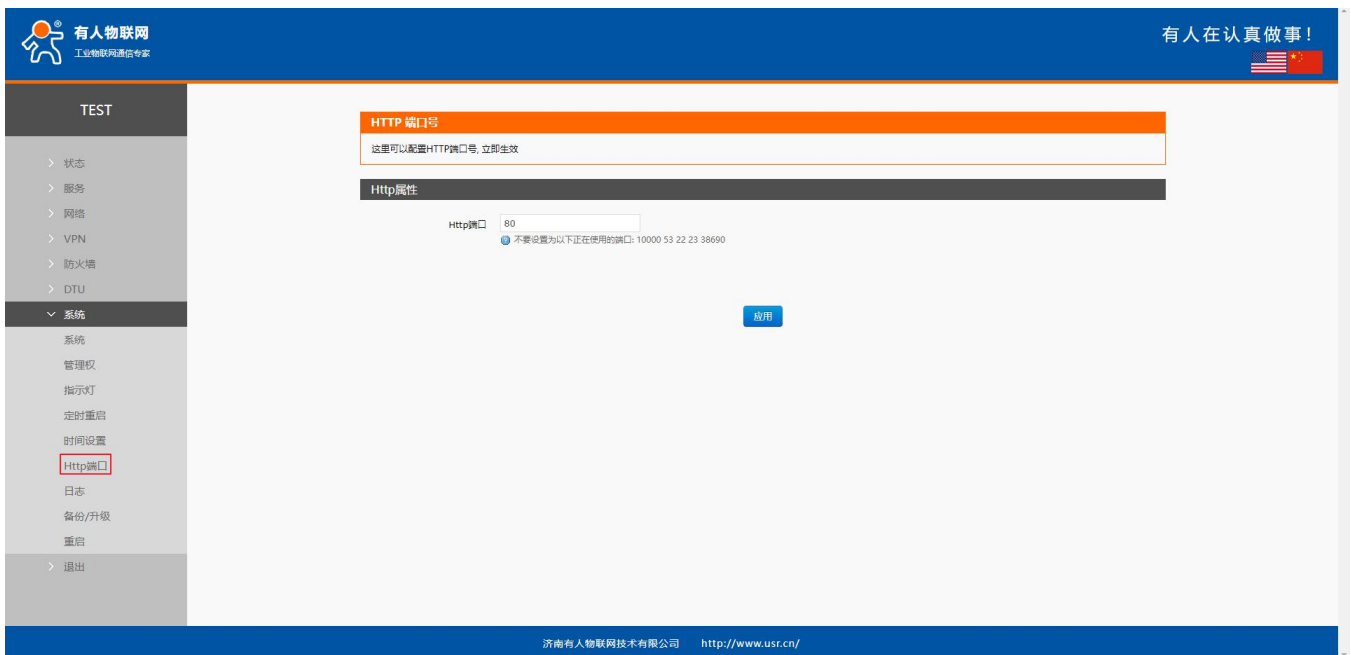 有人物联网
®
工业物联网通信专家
有人在认真做事！
TEST
状态
服务
网络
VPN
防火墙
DTU
系统
系统
管理权
指示灯
定时重启
时间设置
Http端口
日志
备份/升级
重启
退出
HTTP 端口号
这里可以配置HTTP端口号, 立即生效
Http属性
Http端口 80
不要设置为以下正在使用的端口: 10000 53 22 23 38690
应用
济南有人物联网技术有限公司 http://www.usr.cn/